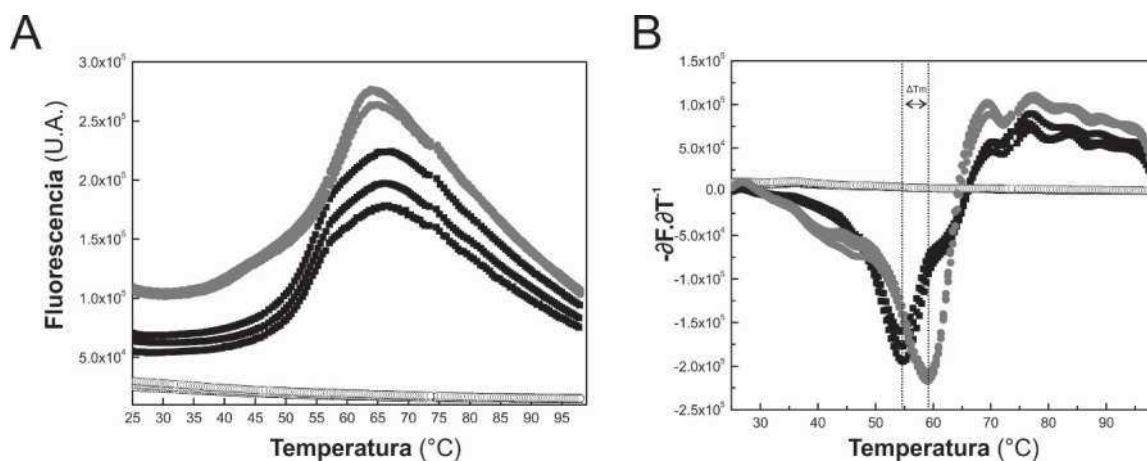 A
Fluorescencia (U.A.)
3.0x10⁵
2.5x10⁵
2.0x10⁵
1.5x10⁵
1.0x10⁵
5.0x10⁴
25 30 35 40 45 50 55 60 65 70 75 80 85 90 95
Temperatura (°C)
B
-∂F.∂T⁻¹
1.5x10⁵
1.0x10⁵
5.0x10⁴
0.0
-5.0x10⁴
-1.0x10⁵
-1.5x10⁵
-2.0x10⁵
-2.5x10⁵
ΔTm
30 40 50 60 70 80 90
Temperatura (°C)